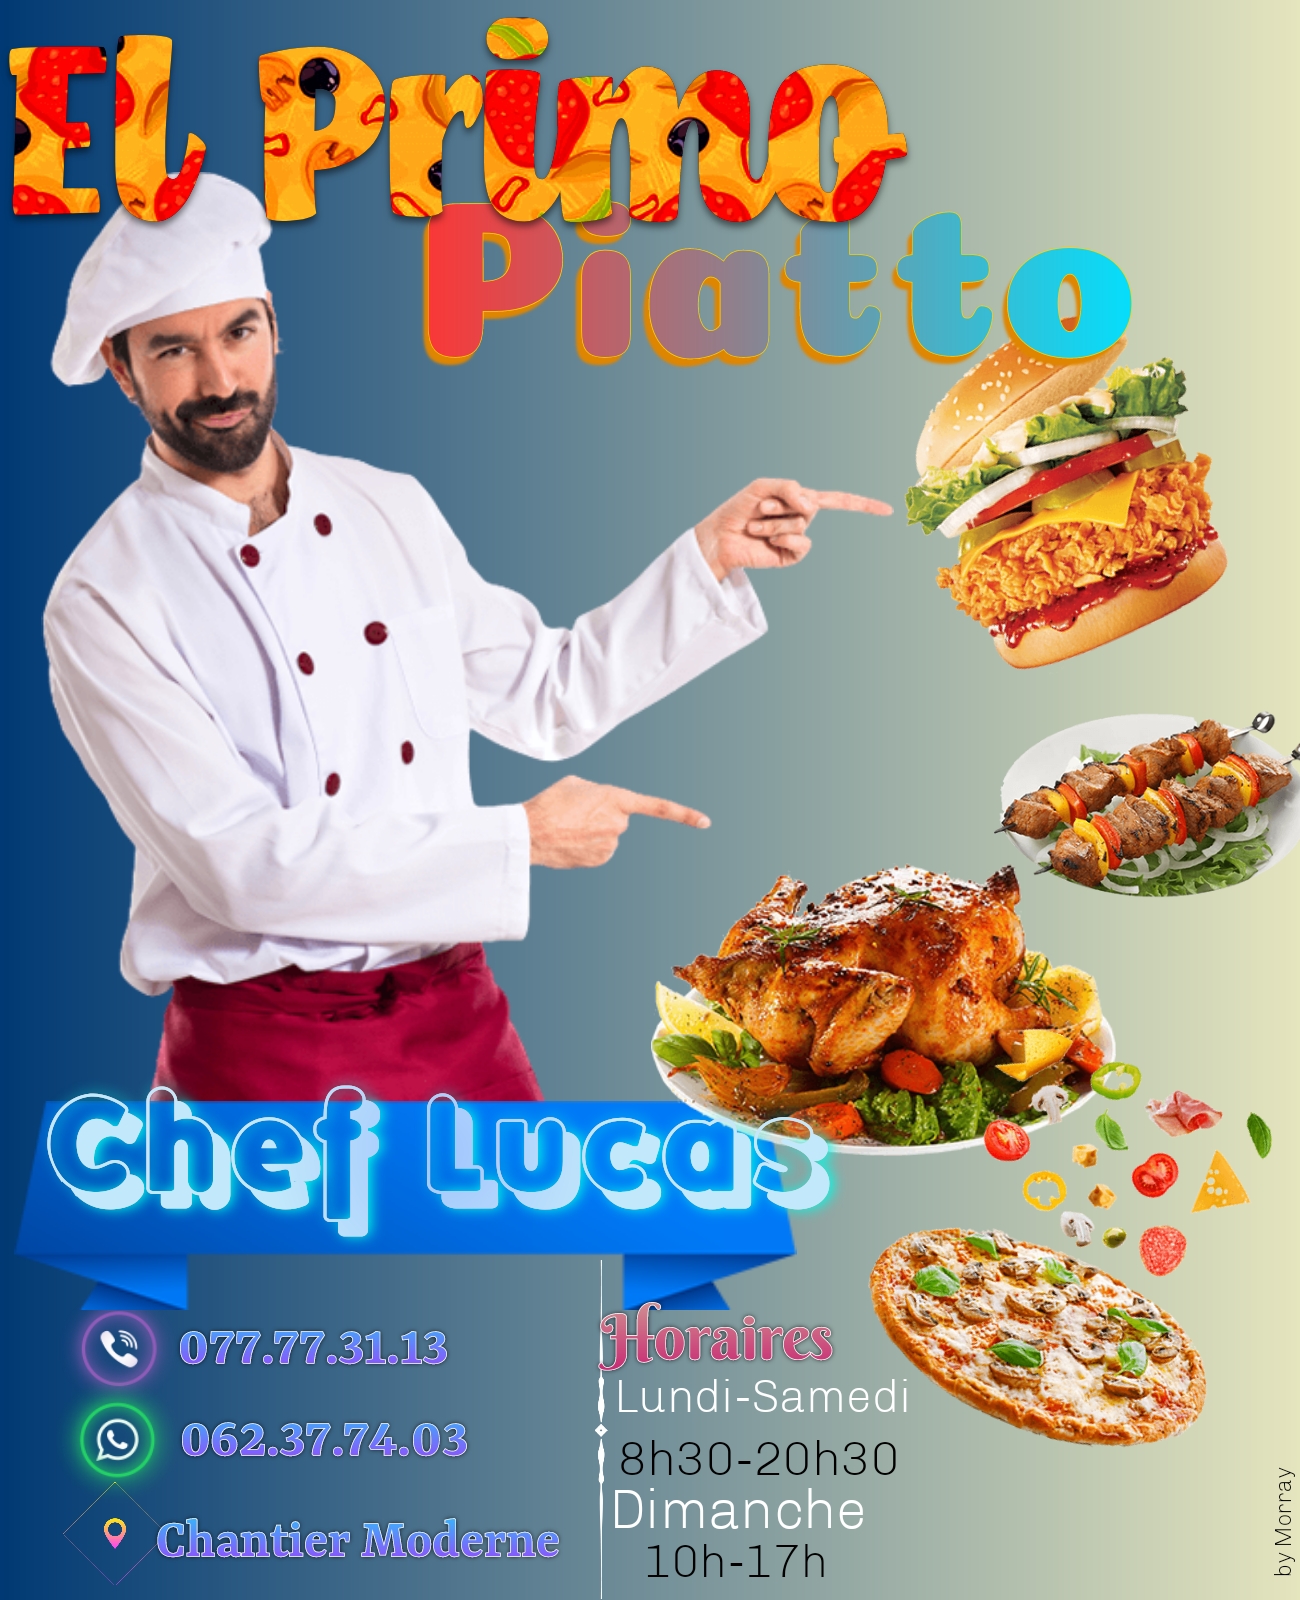 El Primo
Piatto
Chef Lucas
077.77.31.13
062.37.74.03
Chantier Moderne
Horaires
Lundi-Samedi
8h30-20h30
Dimanche
10h-17h
by Morray